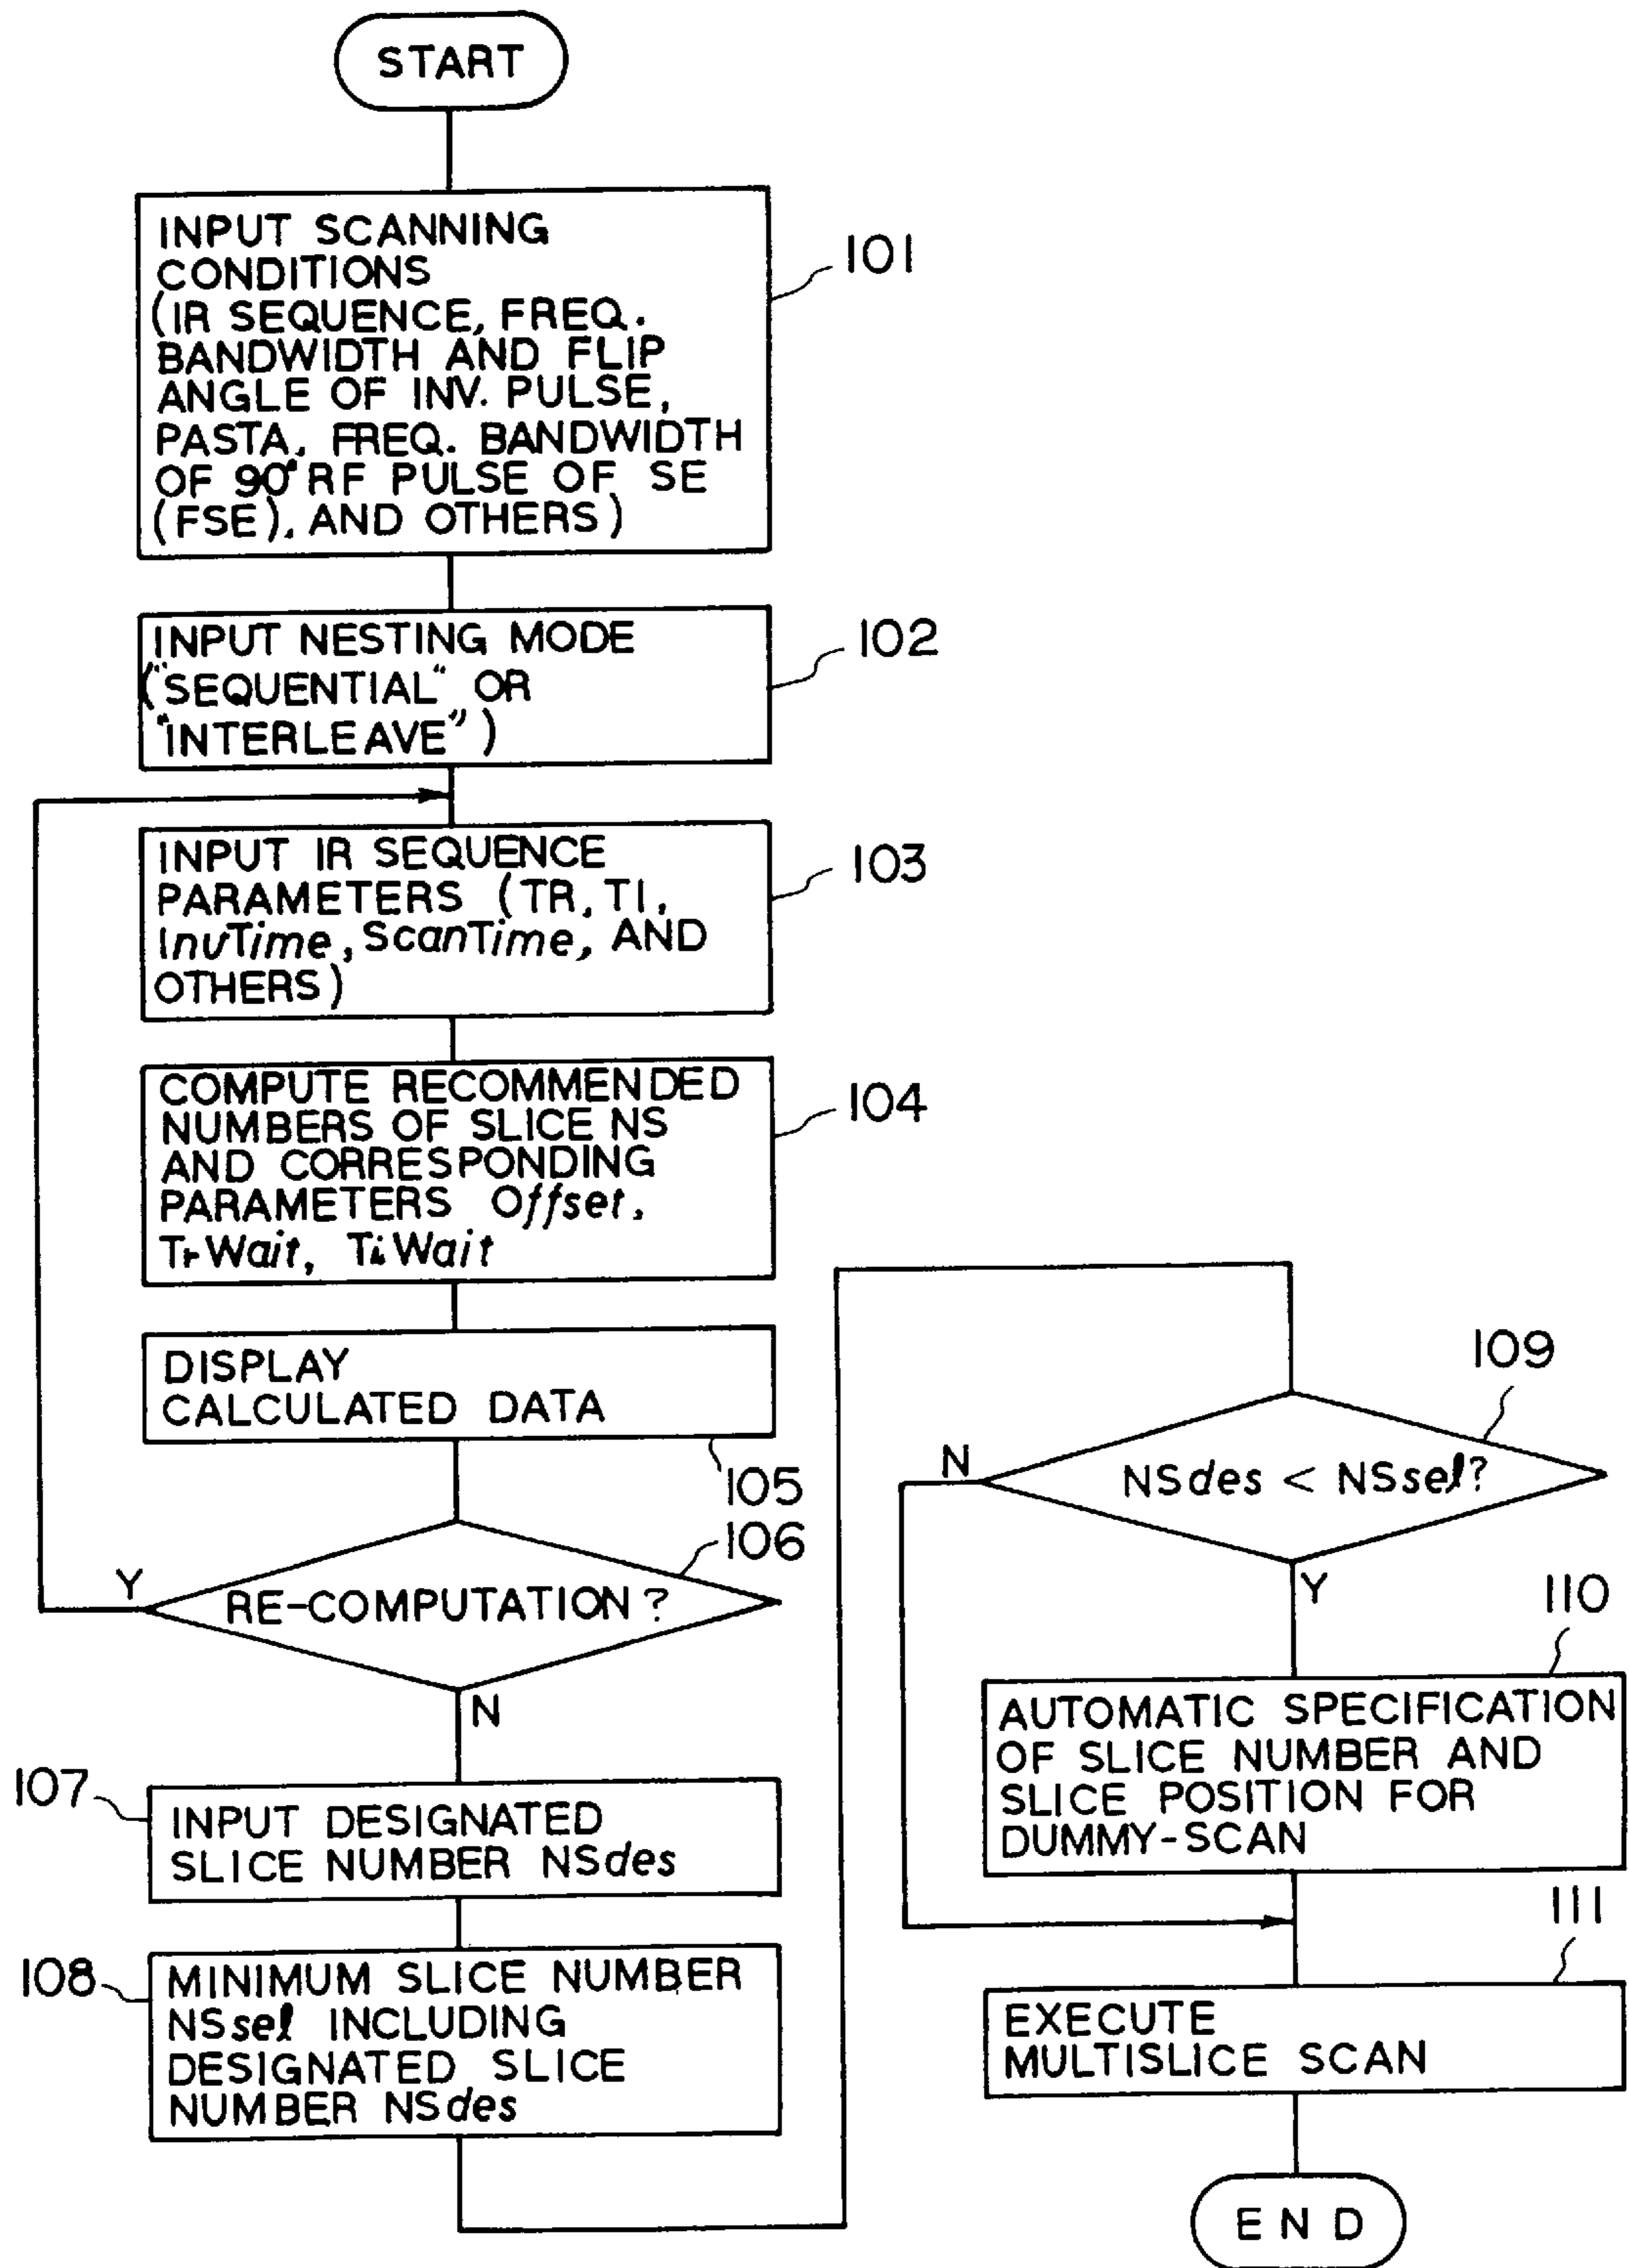 START
INPUT SCANNING
CONDITIONS
(IR SEQUENCE, FREQ.
BANDWIDTH AND FLIP
ANGLE OF INV. PULSE,
PASTA, FREQ. BANDWIDTH
OF 90° RF PULSE OF SE
(FSE), AND OTHERS)
101
INPUT NESTING MODE
("SEQUENTIAL" OR
"INTERLEAVE")
102
INPUT IR SEQUENCE
PARAMETERS (TR, TI,
InvTime, ScanTime, AND
OTHERS)
103
COMPUTE RECOMMENDED
NUMBERS OF SLICE NS
AND CORRESPONDING
PARAMETERS Offset,
TrWait, TiWait
104
DISPLAY
CALCULATED DATA
105
RE-COMPUTATION?
106
Y
N
107
INPUT DESIGNATED
SLICE NUMBER NSdes
108
MINIMUM SLICE NUMBER
NSsel INCLUDING
DESIGNATED SLICE
NUMBER NSdes
109
NSdes < NSsel?
N
Y
110
AUTOMATIC SPECIFICATION
OF SLICE NUMBER AND
SLICE POSITION FOR
DUMMY-SCAN
111
EXECUTE
MULTISLICE SCAN
END